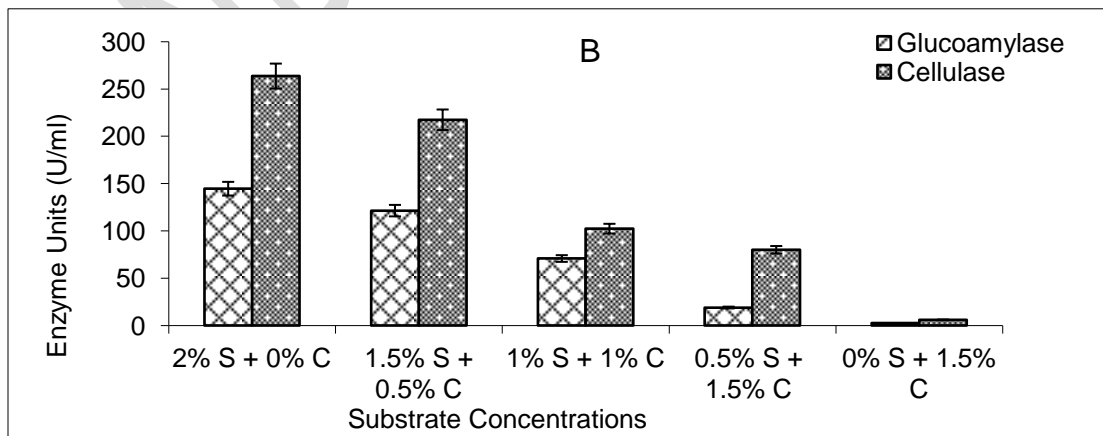 B
Glucoamylase
Cellulase
Enzyme Units (U/ml)
300
250
200
150
100
50
0
2% S + 0% C
1.5% S +
0.5% C
1% S + 1% C
0.5% S +
1.5% C
0% S + 1.5%
C
Substrate Concentrations